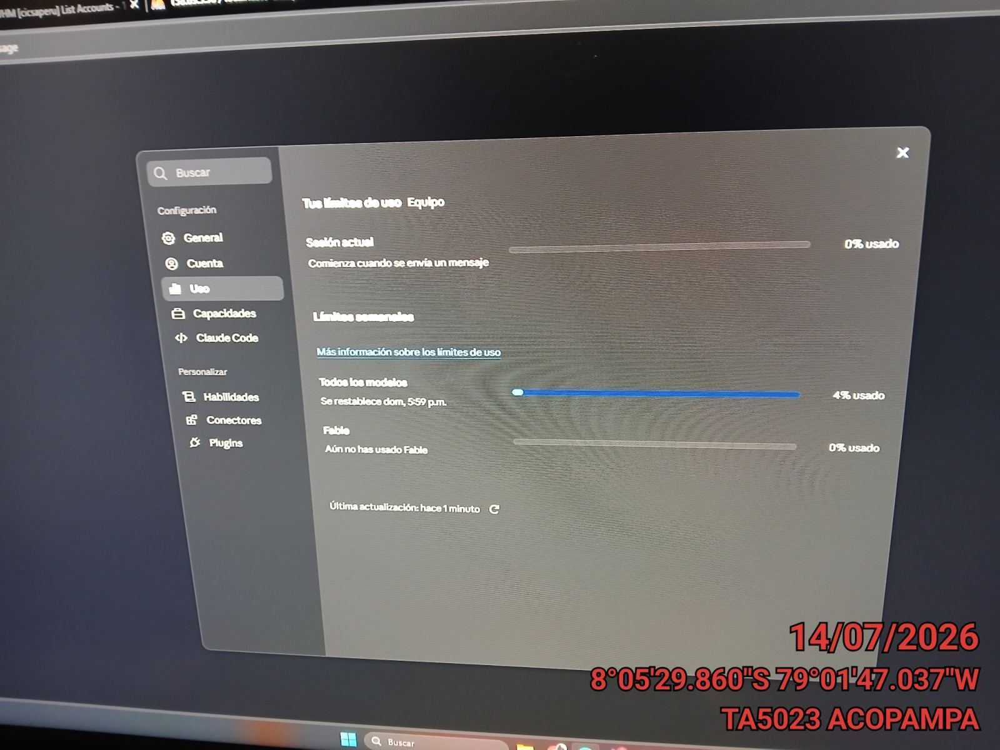 [cicsaperu] List Accounts -
Buscar
Configuración
General
Cuenta
Uso
Capacidades
Claude Code
Personalizar
Habilidades
Conectores
Plugins
Tus límites de uso Equipo
Sesión actual
Comienza cuando se envía un mensaje
0% usado
Límites semanales
Más información sobre los límites de uso
Todos los modelos
Se restablece dom, 5:59 p.m.
4% usado
Fable
Aún no has usado Fable
0% usado
Última actualización: hace 1 minuto
14/07/2026
8°05'29.860"S 79°01'47.037"W
TA5023 ACOPAMPA
Buscar